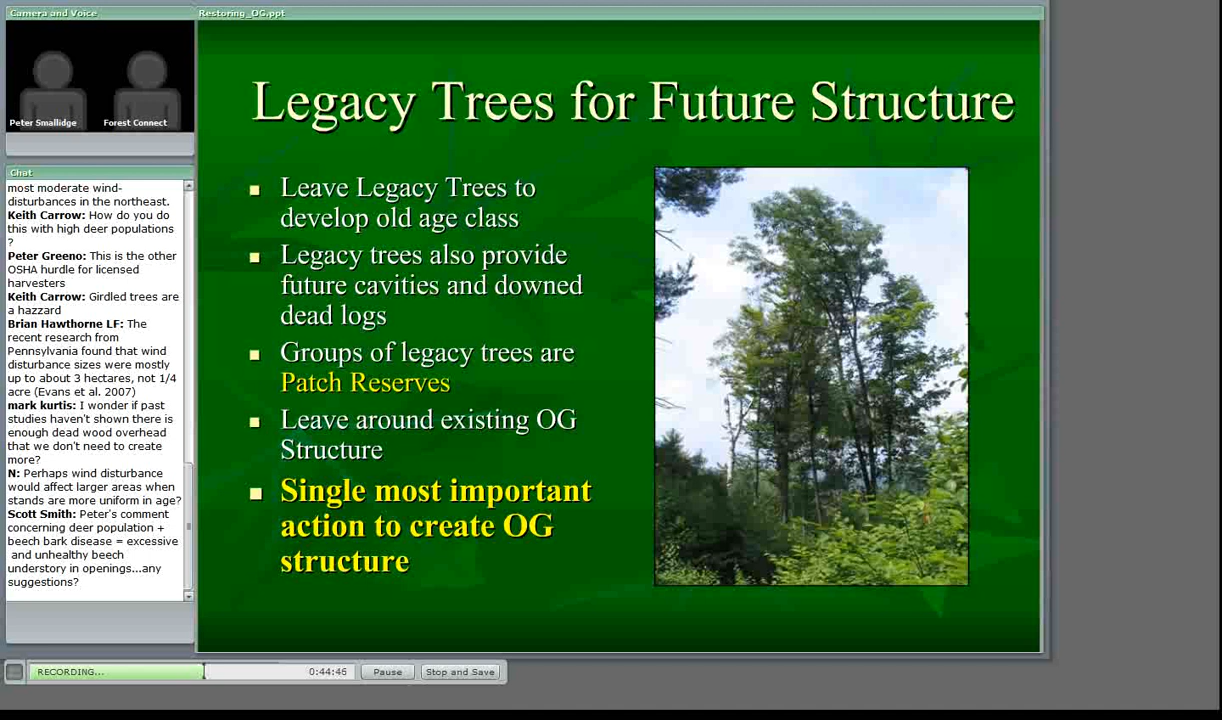 Camera and Voice
Restoring_OG.ppt
Peter Smallidge
Forest Connect
Chat
most moderate wind-
disturbances in the northeast.
Keith Carrow: How do you do
this with high deer populations
?
Peter Greeno: This is the other
OSHA hurdle for licensed
harvesters
Keith Carrow: Girdled trees are
a hazzard
Brian Hawthorne LF: The
recent research from
Pennsylvania found that wind
disturbance sizes were mostly
up to about 3 hectares, not 1/4
acre (Evans et al. 2007)
mark kurtis: I wonder if past
studies haven't shown there is
enough dead wood overhead
that we don't need to create
more?
N: Perhaps wind disturbance
would affect larger areas when
stands are more uniform in age?
Scott Smith: Peter's comment
concerning deer population +
beech bark disease = excessive
and unhealthy beech
understory in openings...any
suggestions?
Legacy Trees for Future Structure
Leave Legacy Trees to
develop old age class
Legacy trees also provide
future cavities and downed
dead logs
Groups of legacy trees are
Patch Reserves
Leave around existing OG
Structure
Single most important
action to create OG
structure
RECORDING...
0:44:46
Pause
Stop and Save